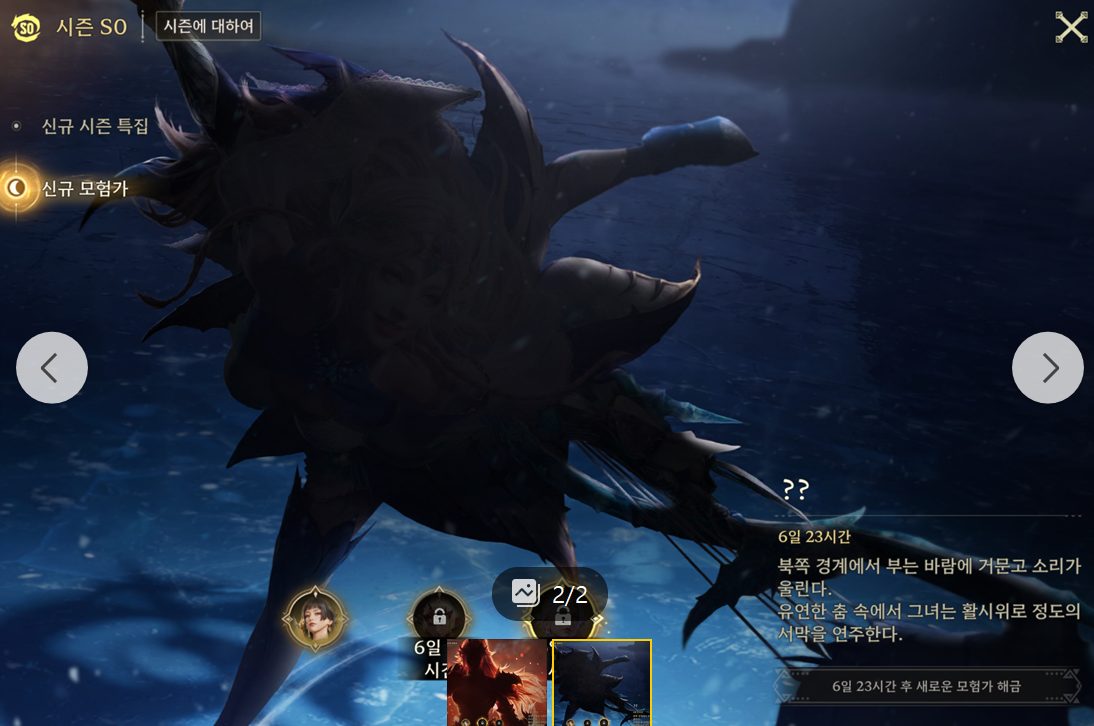 SO 시즌 SO 시즌에 대하여
신규 시즌 특집
신규 모험가
??
6일 23시간
북쪽 경계에서 부는 바람에 거문고 소리가
울린다.
유연한 춤 속에서 그녀는 활시위로 정도의
서막을 연주한다.
2/2
6일
시간
6일 23시간 후 새로운 모험가 해금